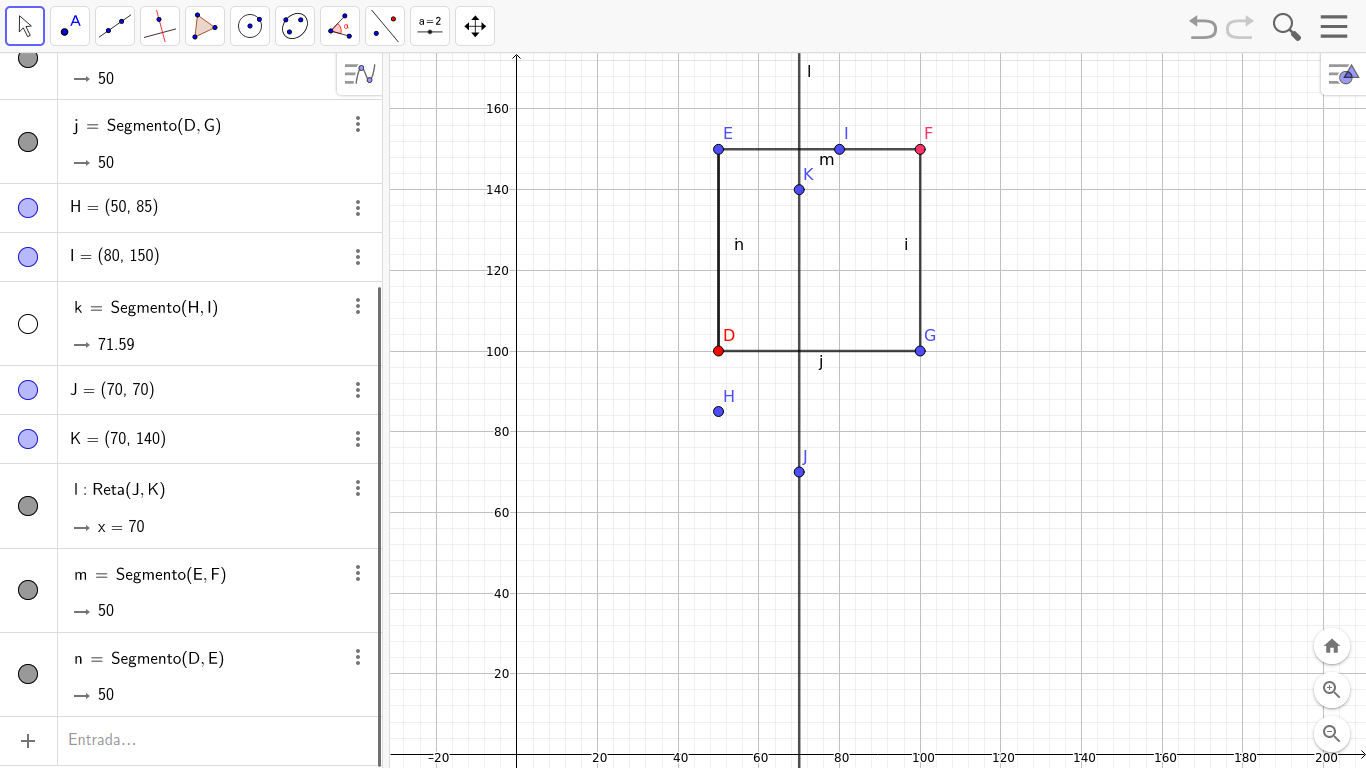 A
α
a=2
→ 50
j = Segmento(D, G)
→ 50
H = (50, 85)
I = (80, 150)
k = Segmento(H, I)
→ 71.59
J = (70, 70)
K = (70, 140)
l : Reta(J, K)
→ x = 70
m = Segmento(E, F)
→ 50
n = Segmento(D, E)
→ 50
+ Entrada…
l
160
E I F
m
K
140
n i
120
D G
100
j
H
80
J
60
40
20
−20 20 40 60 80 100 120 140 160 180 200